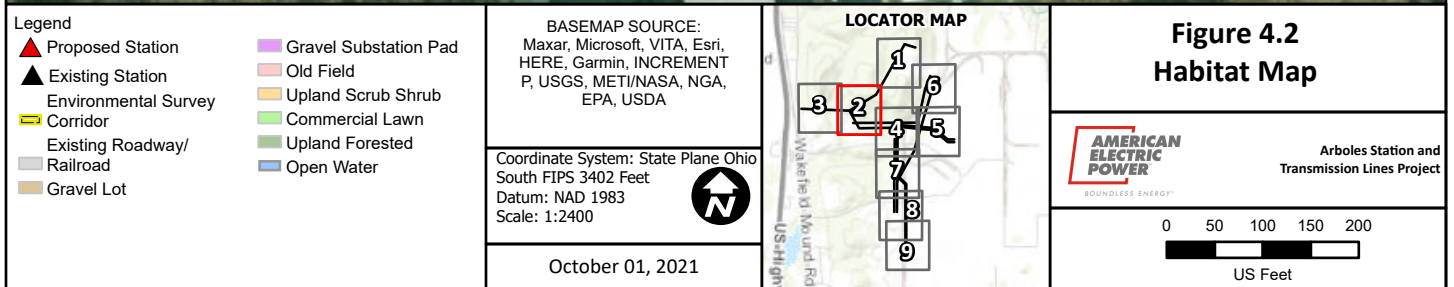 Legend
Proposed Station
Existing Station
Environmental Survey
Corridor
Existing Roadway/
Railroad
Gravel Lot
Gravel Substation Pad
Old Field
Upland Scrub Shrub
Commercial Lawn
Upland Forested
Open Water
BASEMAP SOURCE:
Maxar, Microsoft, VITA, Esri,
HERE, Garmin, INCREMENT
P, USGS, METI/NASA, NGA,
EPA, USDA
Coordinate System: State Plane Ohio
South FIPS 3402 Feet
Datum: NAD 1983
Scale: 1:2400
N
October 01, 2021
LOCATOR MAP
1
6
3
2
4
5
7
8
9
Wakefield-Mound-Rd
US-High
Figure 4.2
Habitat Map
AMERICAN
ELECTRIC
POWER
BOUNDLESS ENERGY
Arboles Station and
Transmission Lines Project
0 50 100 150 200
US Feet